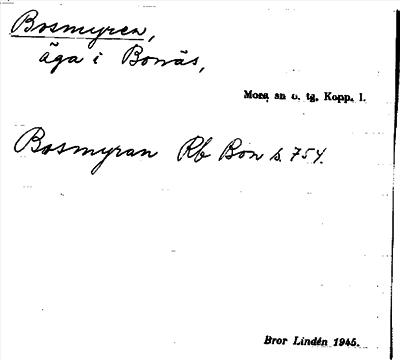 Bosmyren,
äga i Bonäs,
Mora sn o. tg, Kopp. l.
Bosmyran Rb Bon s. 754.
Bror Lindén 1945.